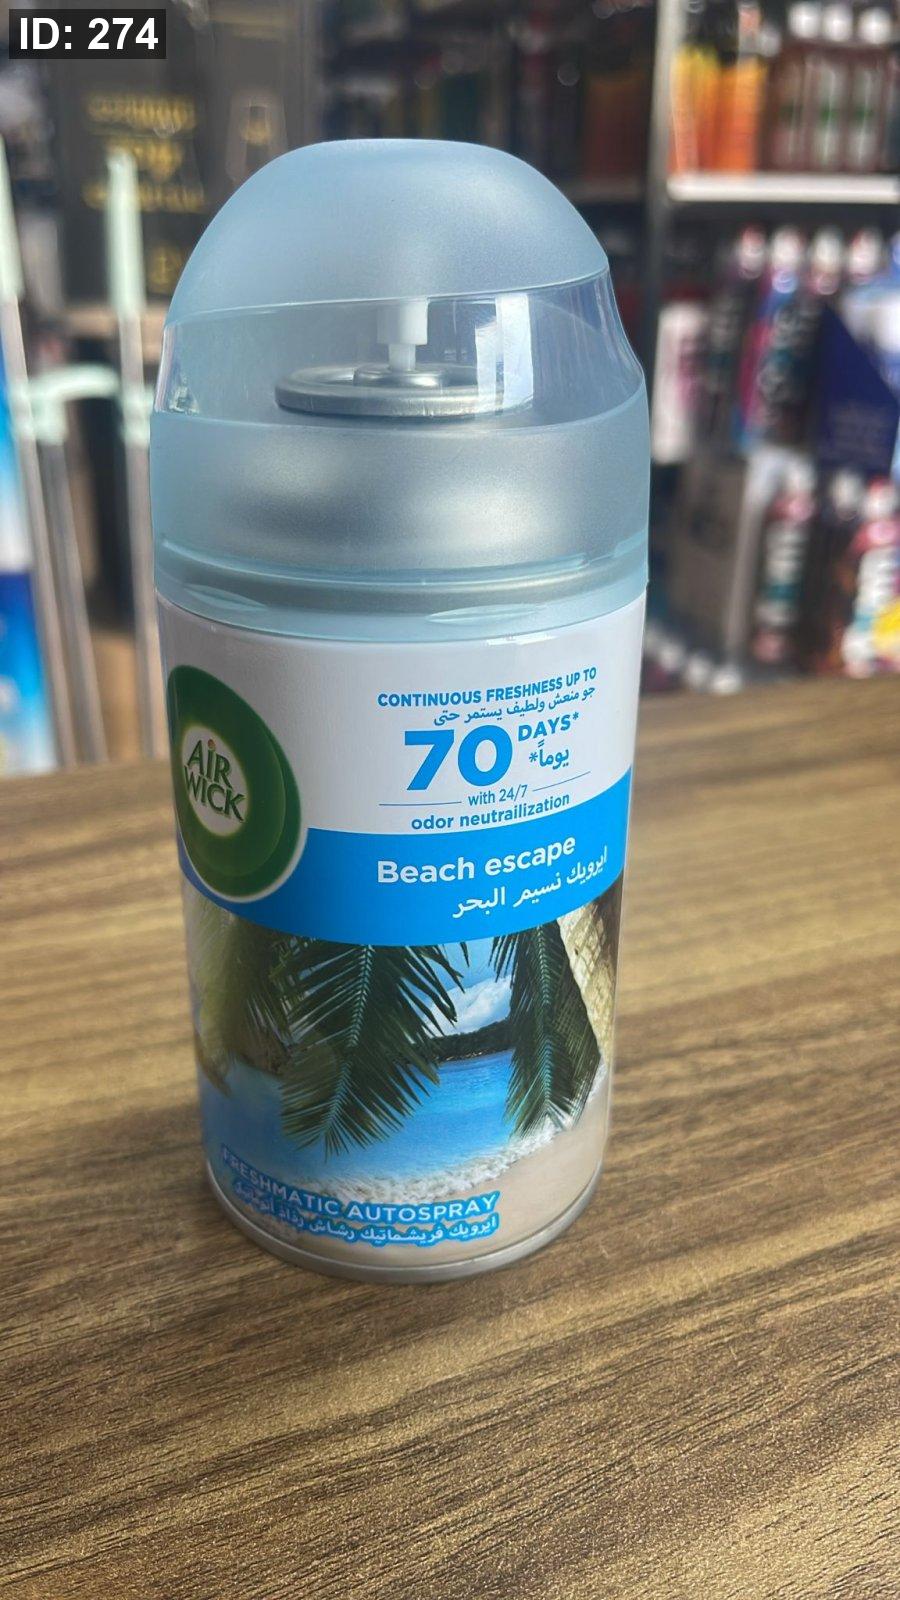 ID: 274
CONTINUOUS FRESHNESS UP TO
جو منعش ولطيف يستمر حتى
70 DAYS*
يوماً*
with 24/7
odor neutrailization
AIR
WICK
Beach escape
ايرويك نسيم البحر
FRESHMATIC AUTOSPRAY
ايرويك فريشماتيك رشاش رذاذ أتوماتيك